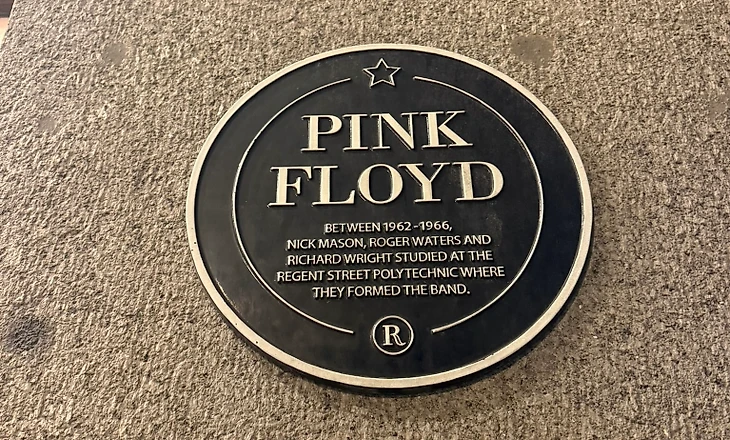 PINK
FLOYD
BETWEEN 1962-1966,
NICK MASON, ROGER WATERS AND
RICHARD WRIGHT STUDIED AT THE
REGENT STREET POLYTECHNIC WHERE
THEY FORMED THE BAND.
R